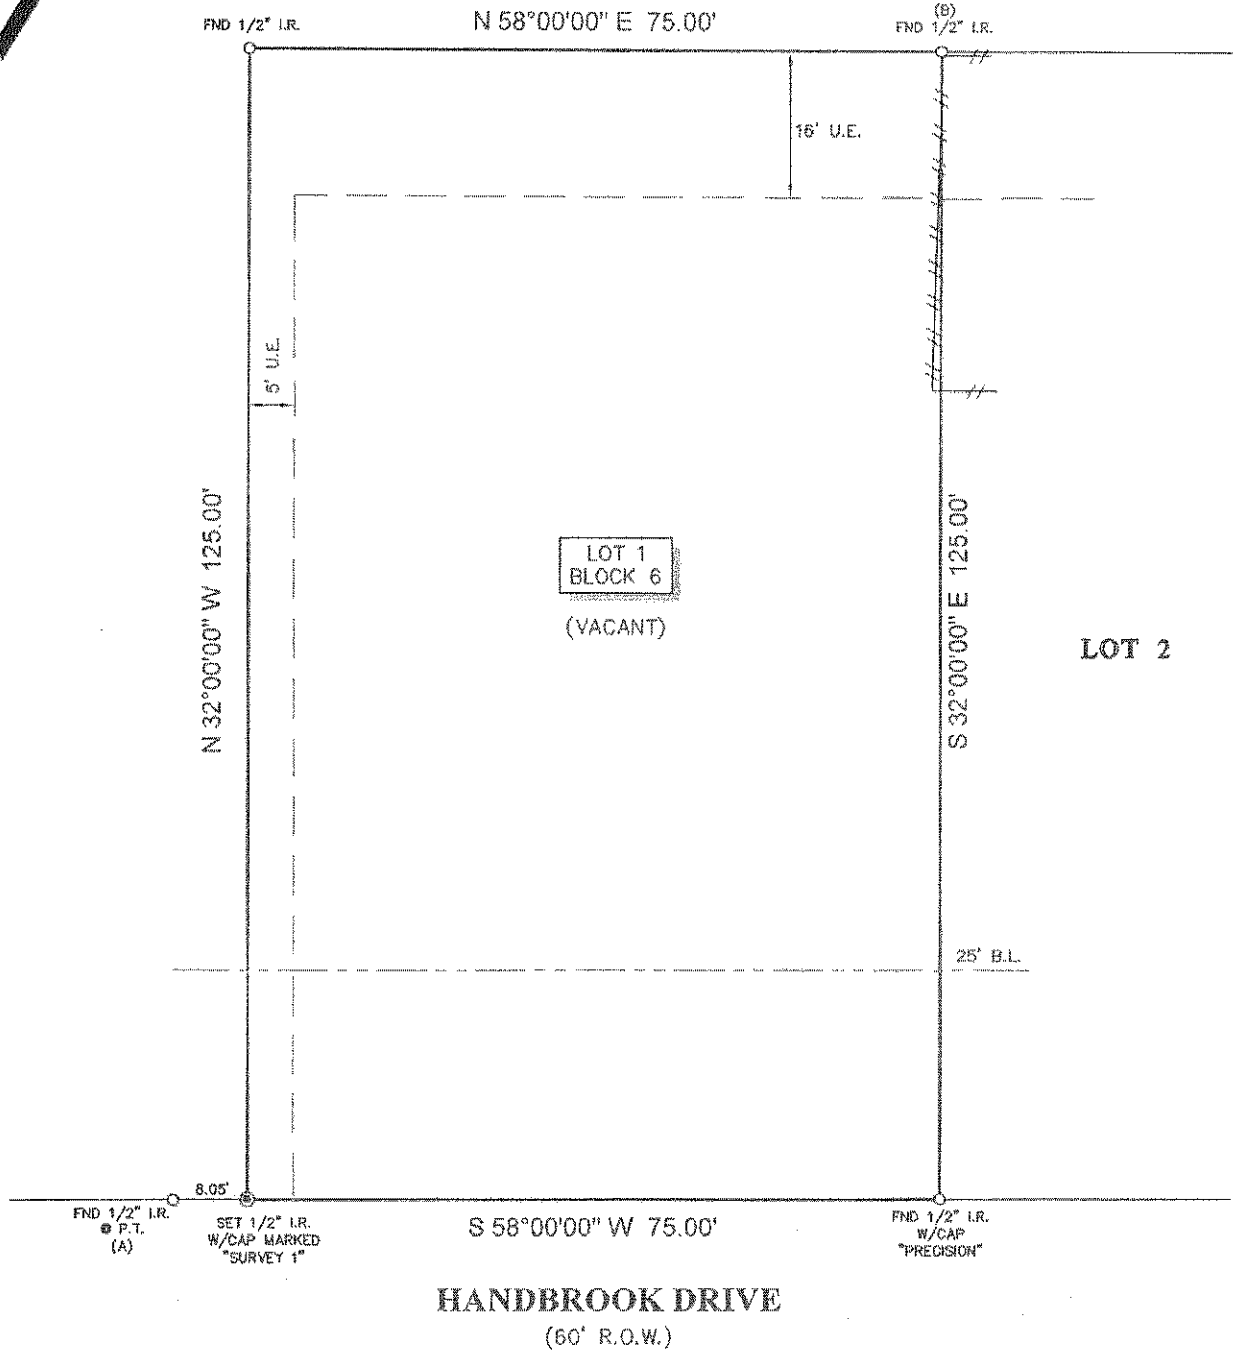 FND 1/2" I.R.
N 58°00'00" E 75.00'
(B)
FND 1/2" I.R.
16' U.E.
5' U.E.
N 32°00'00" W 125.00'
LOT 1
BLOCK 6
(VACANT)
S 32°00'00" E 125.00'
LOT 2
25' B.L.
8.05'
FND 1/2" I.R.
@ P.T.
(A)
SET 1/2" I.R.
W/CAP MARKED
"SURVEY 1"
S 58°00'00" W 75.00'
FND 1/2" I.R.
W/CAP
"PRECISION"
HANDBROOK DRIVE
(60' R.O.W.)